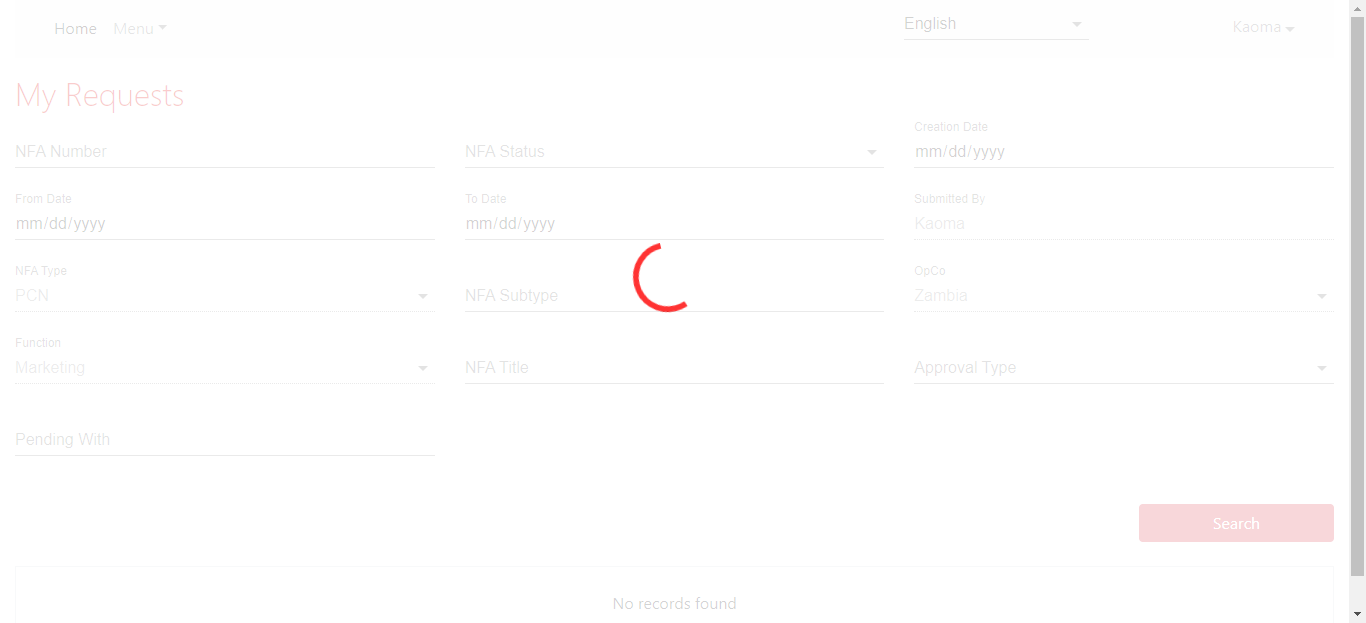 Home Menu English Kaoma
My Requests
Creation Date
NFA Number NFA Status mm/dd/yyyy
From Date To Date Submitted By
mm/dd/yyyy mm/dd/yyyy Kaoma
NFA Type OpCo
PCN NFA Subtype Zambia
Function
Marketing NFA Title Approval Type
Pending With
Search
No records found